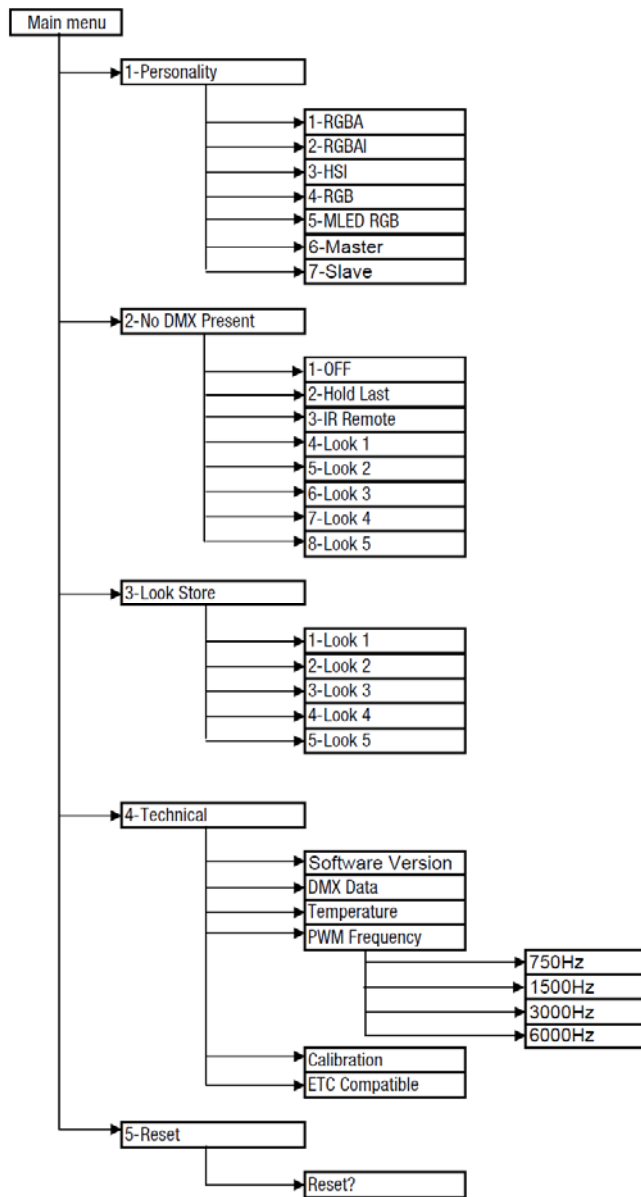 Main menu
1-Personality
1-RGBA
2-RGBAI
3-HSI
4-RGB
5-MLED RGB
6-Master
7-Slave
2-No DMX Present
1-OFF
2-Hold Last
3-IR Remote
4-Look 1
5-Look 2
6-Look 3
7-Look 4
8-Look 5
3-Look Store
1-Look 1
2-Look 2
3-Look 3
4-Look 4
5-Look 5
4-Technical
Software Version
DMX Data
Temperature
PWM Frequency
750Hz
1500Hz
3000Hz
6000Hz
Calibration
ETC Compatible
5-Reset
Reset?